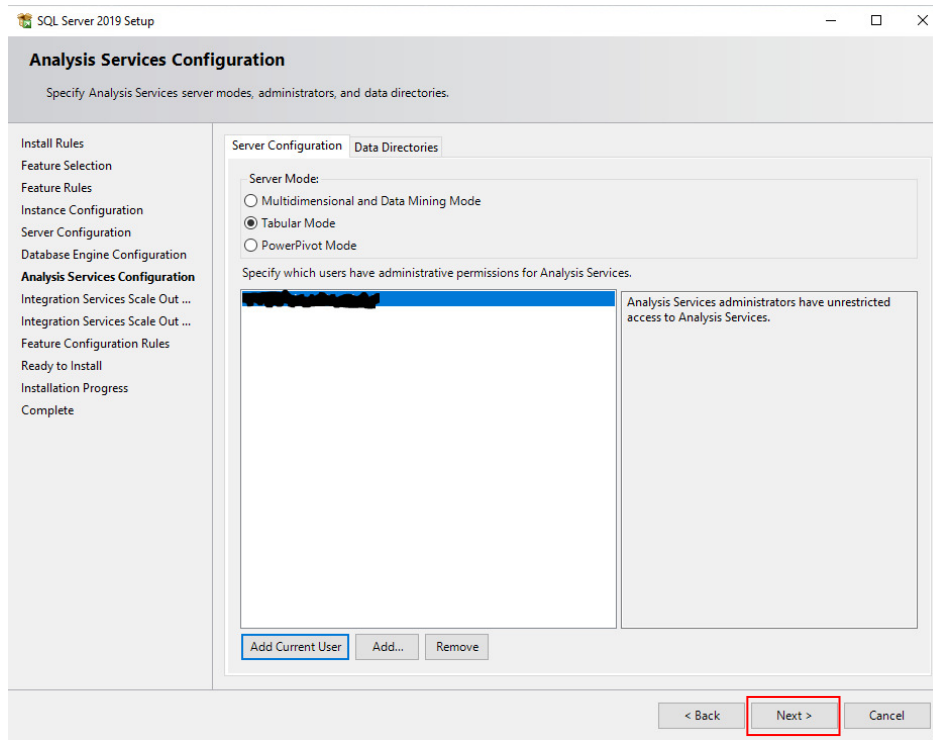 SQL Server 2019 Setup
Analysis Services Configuration
Specify Analysis Services server modes, administrators, and data directories.
Install Rules
Feature Selection
Feature Rules
Instance Configuration
Server Configuration
Database Engine Configuration
Analysis Services Configuration
Integration Services Scale Out ...
Integration Services Scale Out ...
Feature Configuration Rules
Ready to Install
Installation Progress
Complete
Server Configuration Data Directories
Server Mode:
Multidimensional and Data Mining Mode
Tabular Mode
PowerPivot Mode
Specify which users have administrative permissions for Analysis Services.
Analysis Services administrators have unrestricted
access to Analysis Services.
Add Current User Add... Remove
< Back Next > Cancel